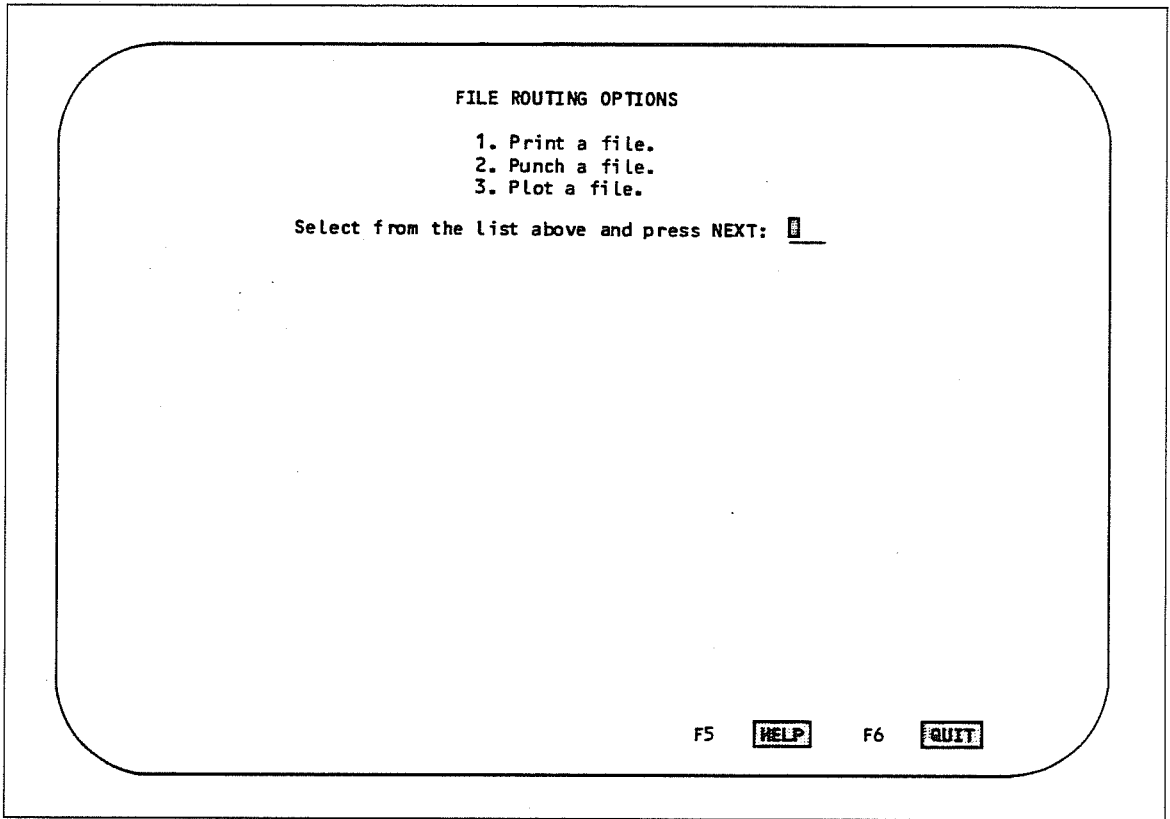 FILE ROUTING OPTIONS
1. Print a file.
2. Punch a file.
3. Plot a file.
Select from the list above and press NEXT:
F5 HELP F6 QUIT